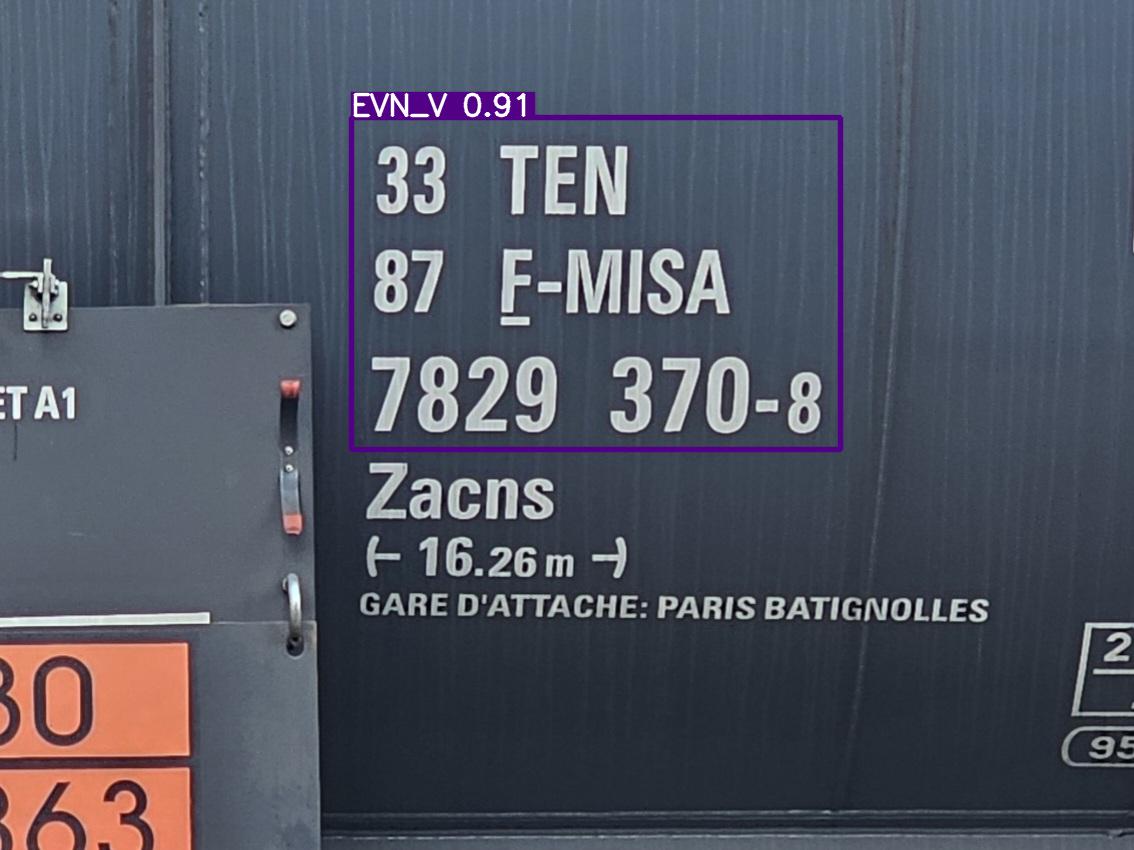 EVN_V 0.91
33 TEN
87 F-MISA
7829 370-8
Zacns
16.26 m
GARE D'ATTACHE: PARIS BATIGNOLLES
ET A1
30
363
2
95